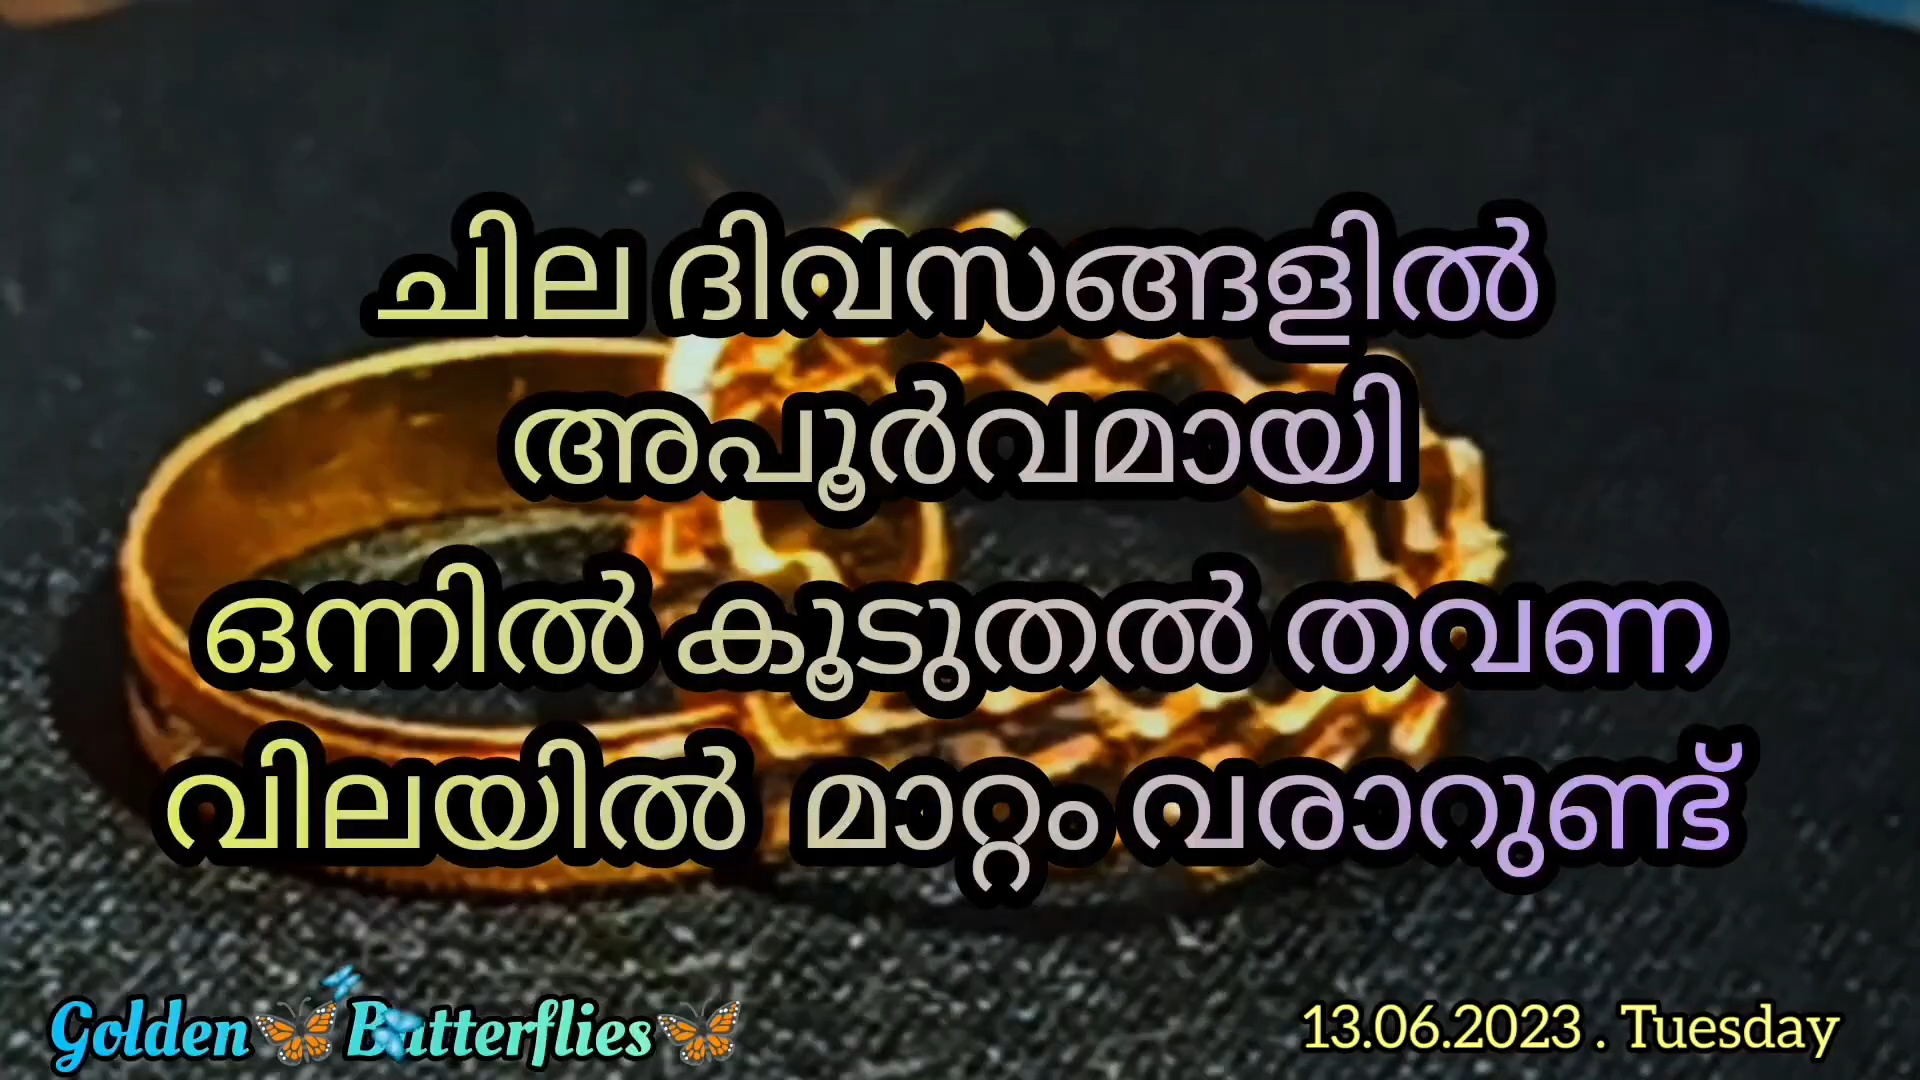 ചില ദിവസങ്ങളിൽ
അപൂർവമായി
ഒന്നിൽ കൂടുതൽ തവണ
വിലയിൽ മാറ്റം വരാറുണ്ട്
Golden🦋Butterflies🦋
13.06.2023 . Tuesday